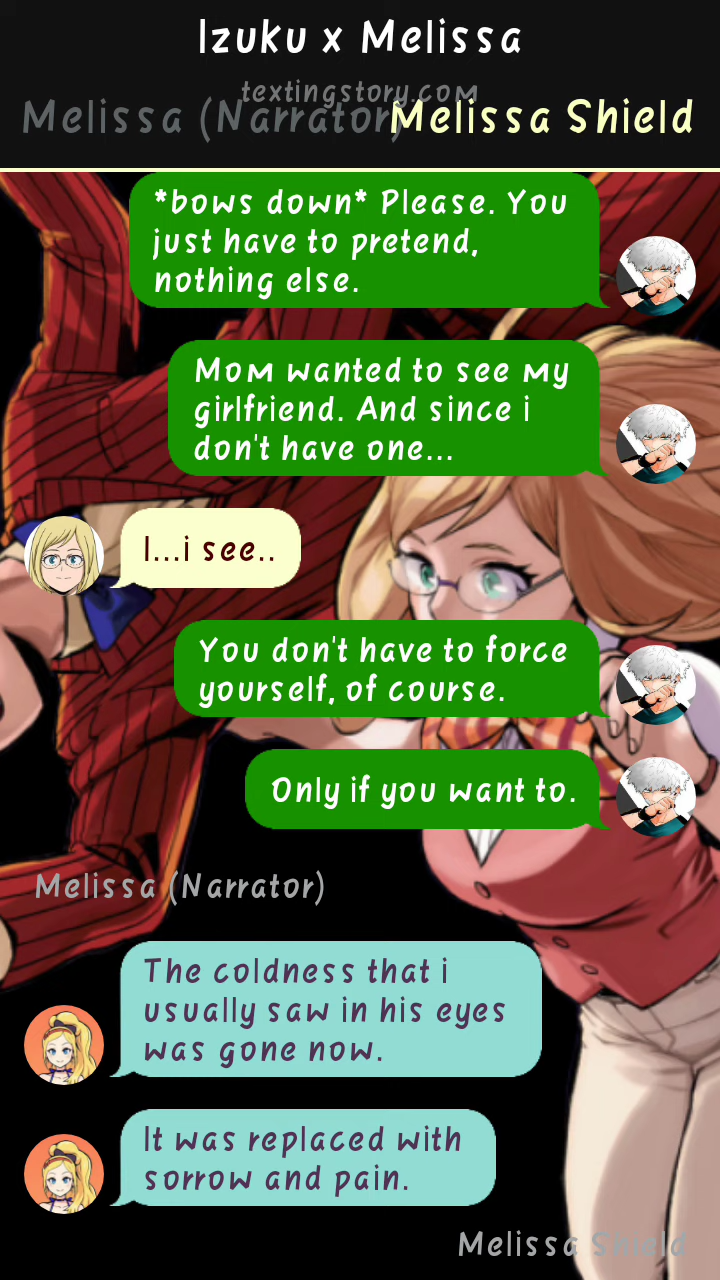 Izuku x Melissa
textingstory.com
Melissa (Narrator)
Melissa Shield
*bows down* Please. You
just have to pretend,
nothing else.
Mom wanted to see my
girlfriend. And since i
don't have one...
I...i see..
You don't have to force
yourself, of course.
Only if you want to.
Melissa (Narrator)
The coldness that i
usually saw in his eyes
was gone now.
It was replaced with
sorrow and pain.
Melissa Shield